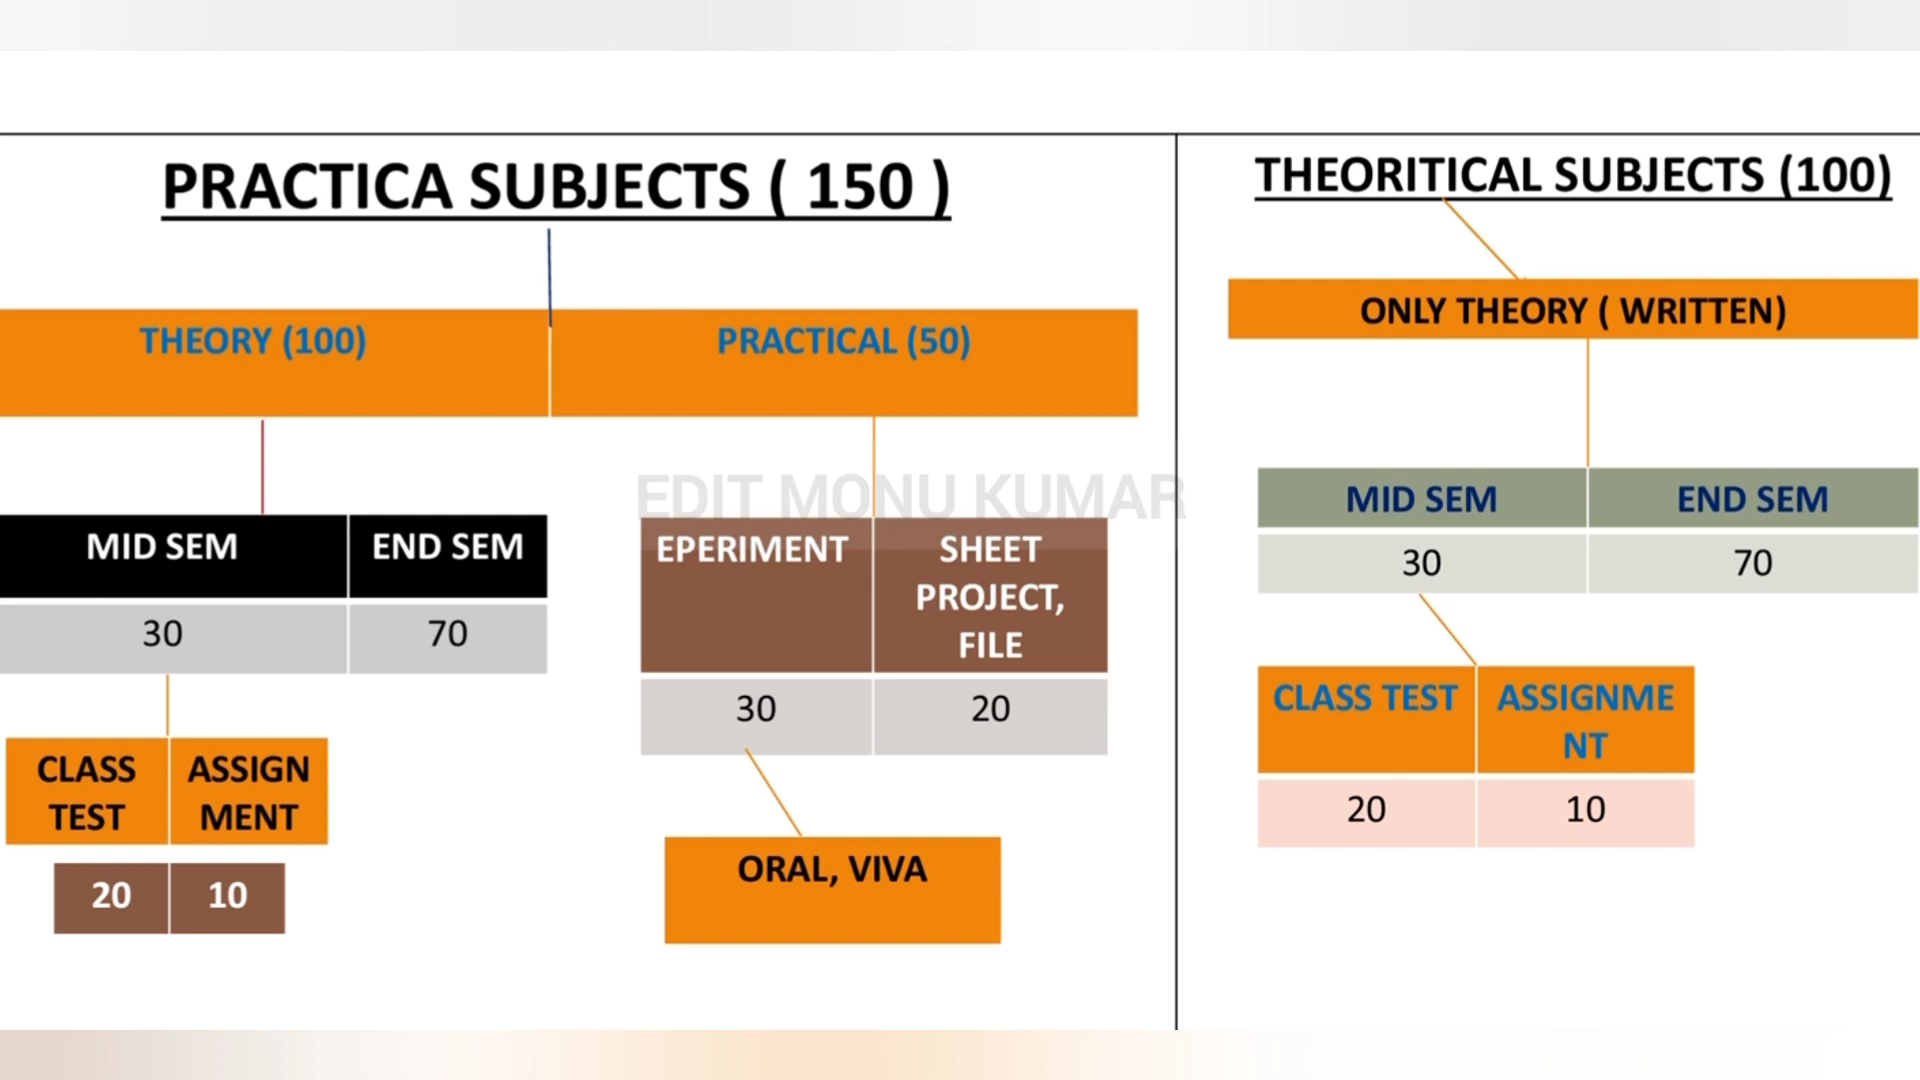 PRACTICA SUBJECTS ( 150 )
THEORY (100)
PRACTICAL (50)
MID SEM
END SEM
30
70
CLASS
TEST
ASSIGN
MENT
20
10
EDIT MONU KUMAR
EPERIMENT
SHEET
PROJECT,
FILE
30
20
ORAL, VIVA
THEORITICAL SUBJECTS (100)
ONLY THEORY ( WRITTEN)
MID SEM
END SEM
30
70
CLASS TEST
ASSIGNME
NT
20
10